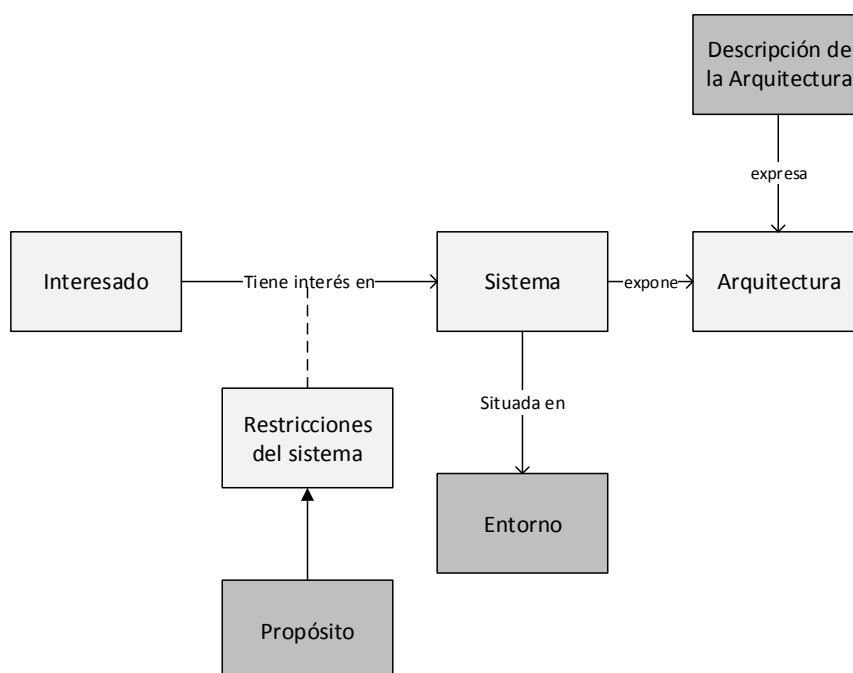 Descripción de
la Arquitectura
expresa
Interesado
Tiene interés en
Sistema
expone
Arquitectura
Restricciones
del sistema
Situada en
Entorno
Propósito